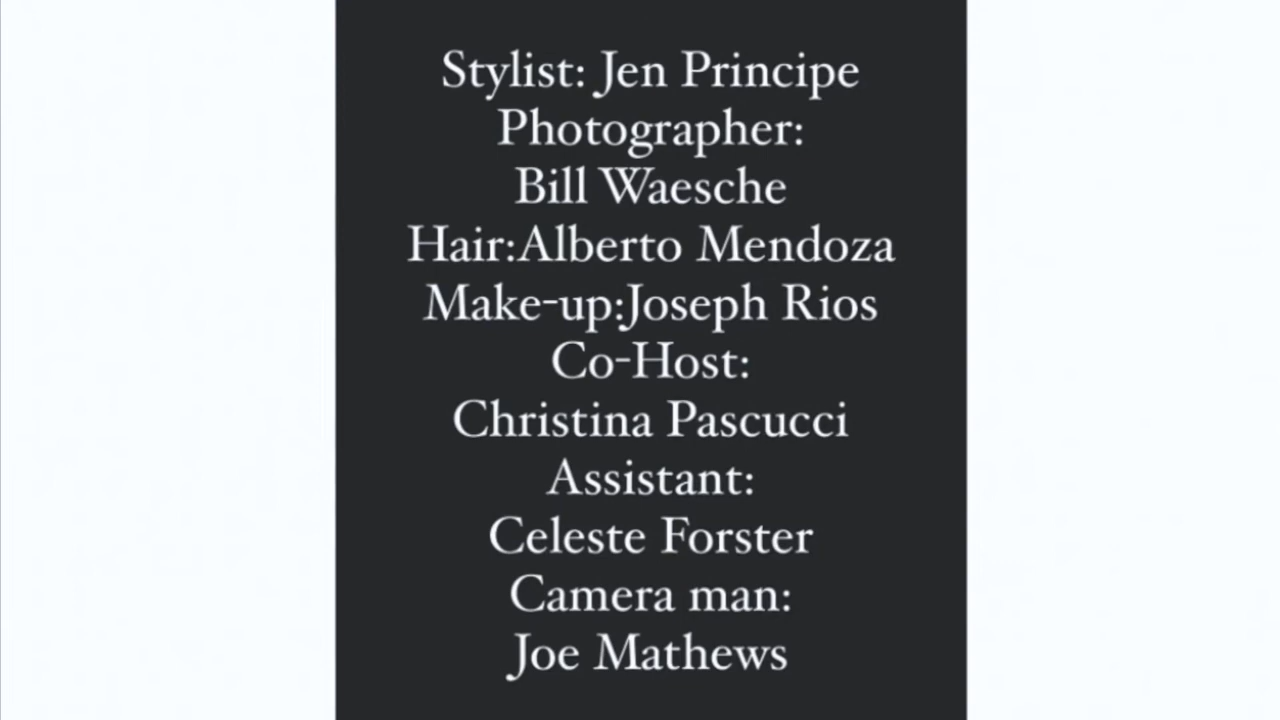 Stylist: Jen Principe
Photographer:
Bill Waesche
Hair:Alberto Mendoza
Make-up:Joseph Rios
Co-Host:
Christina Pascucci
Assistant:
Celeste Forster
Camera man:
Joe Mathews